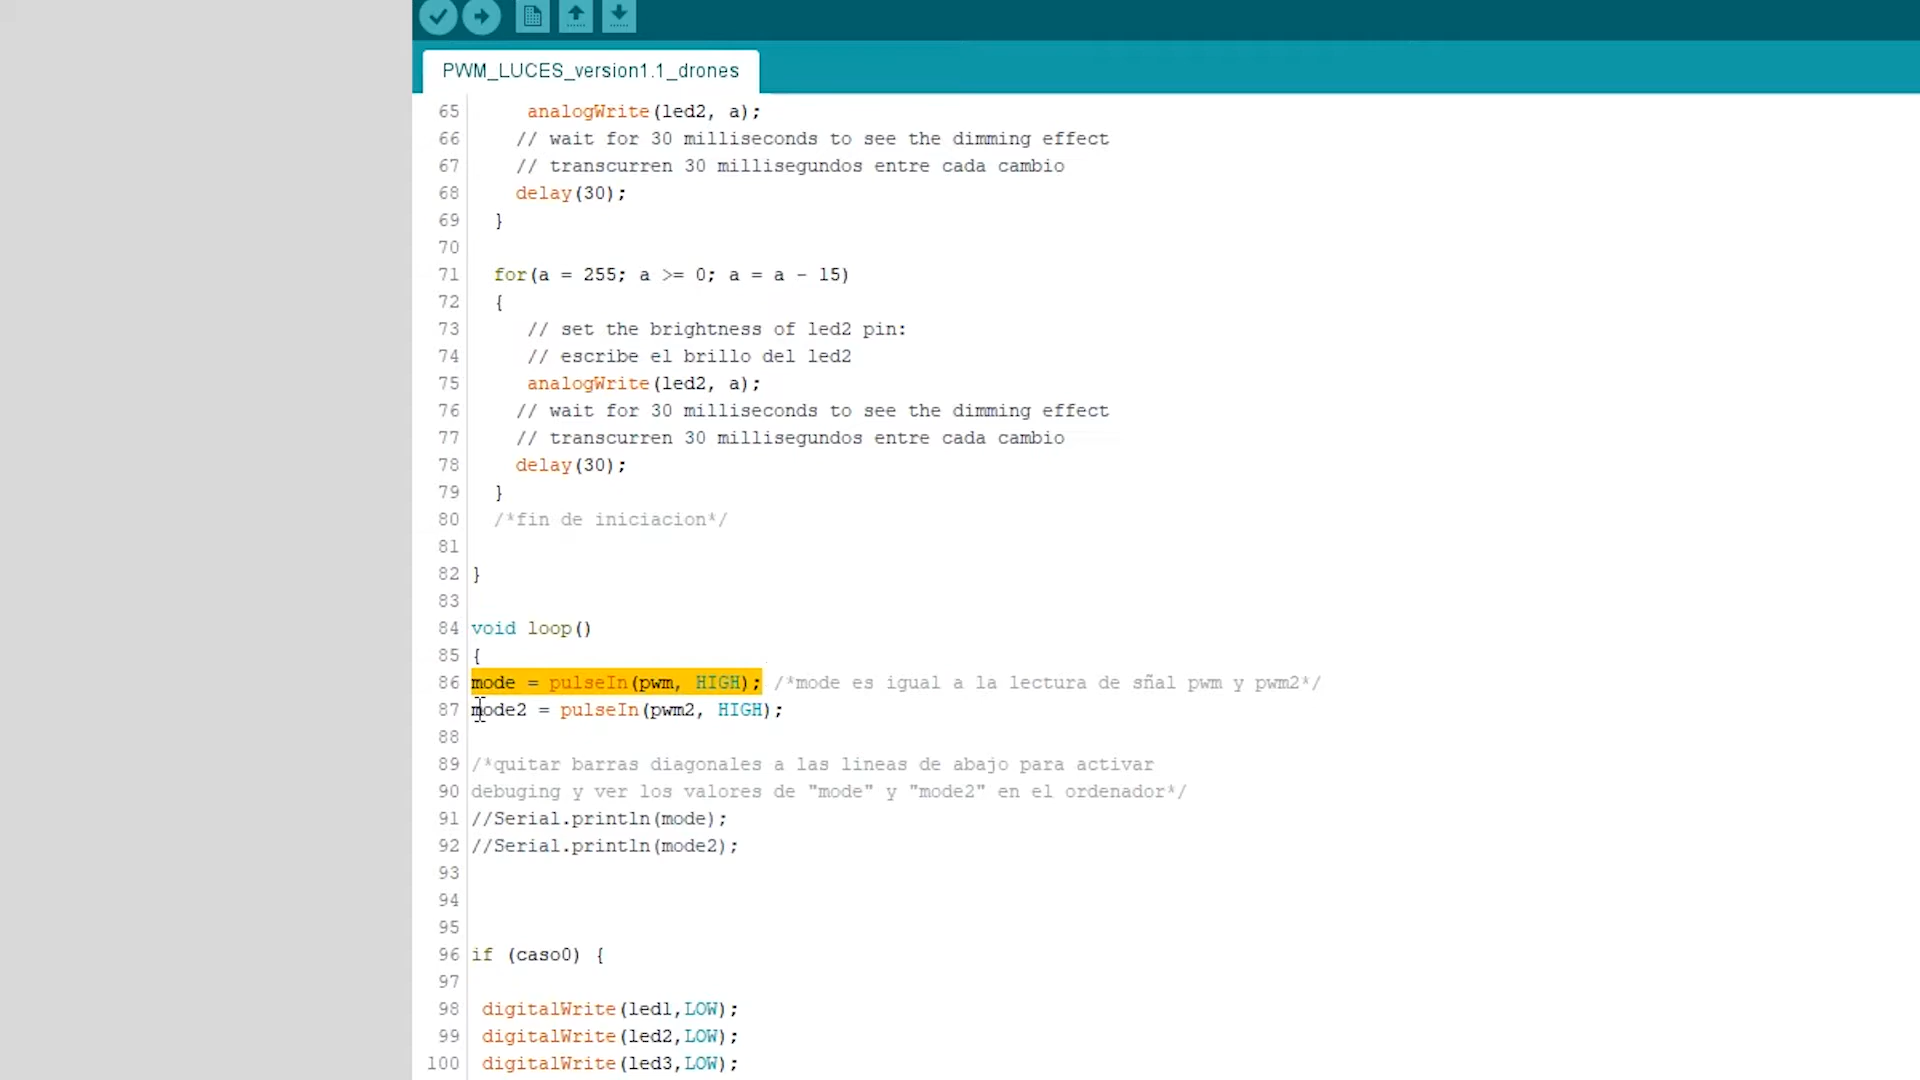 PWM_LUCES_version1.1_drones
65 analogWrite(led2, a);
66 // wait for 30 milliseconds to see the dimming effect
67 // transcurren 30 millisegundos entre cada cambio
68 delay(30);
69 }
70
71 for(a = 255; a >= 0; a = a - 15)
72 {
73 // set the brightness of led2 pin:
74 // escribe el brillo del led2
75 analogWrite(led2, a);
76 // wait for 30 milliseconds to see the dimming effect
77 // transcurren 30 millisegundos entre cada cambio
78 delay(30);
79 }
80 /*fin de iniciacion*/
81
82 }
83
84 void loop()
85 {
86 mode = pulseIn(pwm, HIGH); /*mode es igual a la lectura de sñal pwm y pwm2*/
87 mode2 = pulseIn(pwm2, HIGH);
88
89 /*quitar barras diagonales a las lineas de abajo para activar
90 debuging y ver los valores de "mode" y "mode2" en el ordenador*/
91 //Serial.println(mode);
92 //Serial.println(mode2);
93
94
95
96 if (caso0) {
97
98 digitalWrite(led1,LOW);
99 digitalWrite(led2,LOW);
100 digitalWrite(led3,LOW);